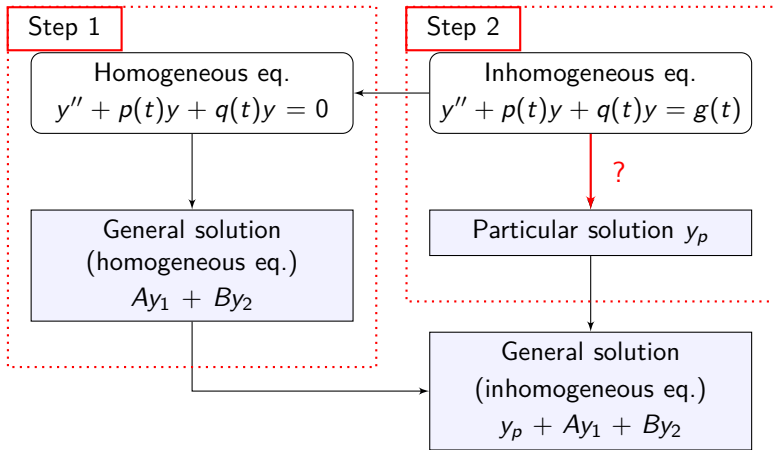 Step 1
Homogeneous eq.
y′′ + p(t)y + q(t)y = 0
General solution
(homogeneous eq.)
Ay₁ + By₂
Step 2
Inhomogeneous eq.
y′′ + p(t)y + q(t)y = g(t)
?
Particular solution yₚ
General solution
(inhomogeneous eq.)
yₚ + Ay₁ + By₂